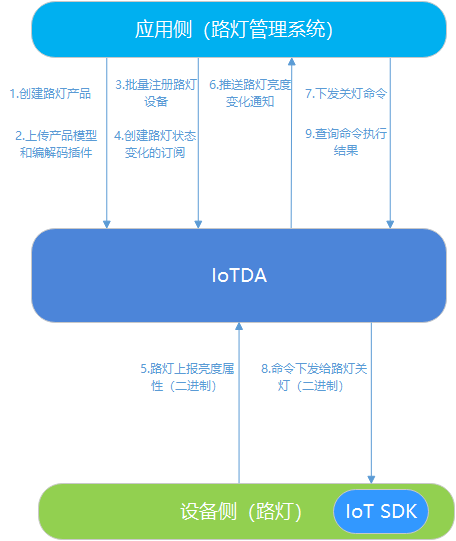 应用侧（路灯管理系统）
1.创建路灯产品
2.上传产品模型
和编解码插件
3.批量注册路灯
设备
4.创建路灯状态
变化的订阅
6.推送路灯亮度
变化通知
7.下发关灯命令
9.查询命令执行
结果
IoTDA
5.路灯上报亮度属
性（二进制）
8.命令下发给路灯关
灯（二进制）
设备侧（路灯）
IoT SDK